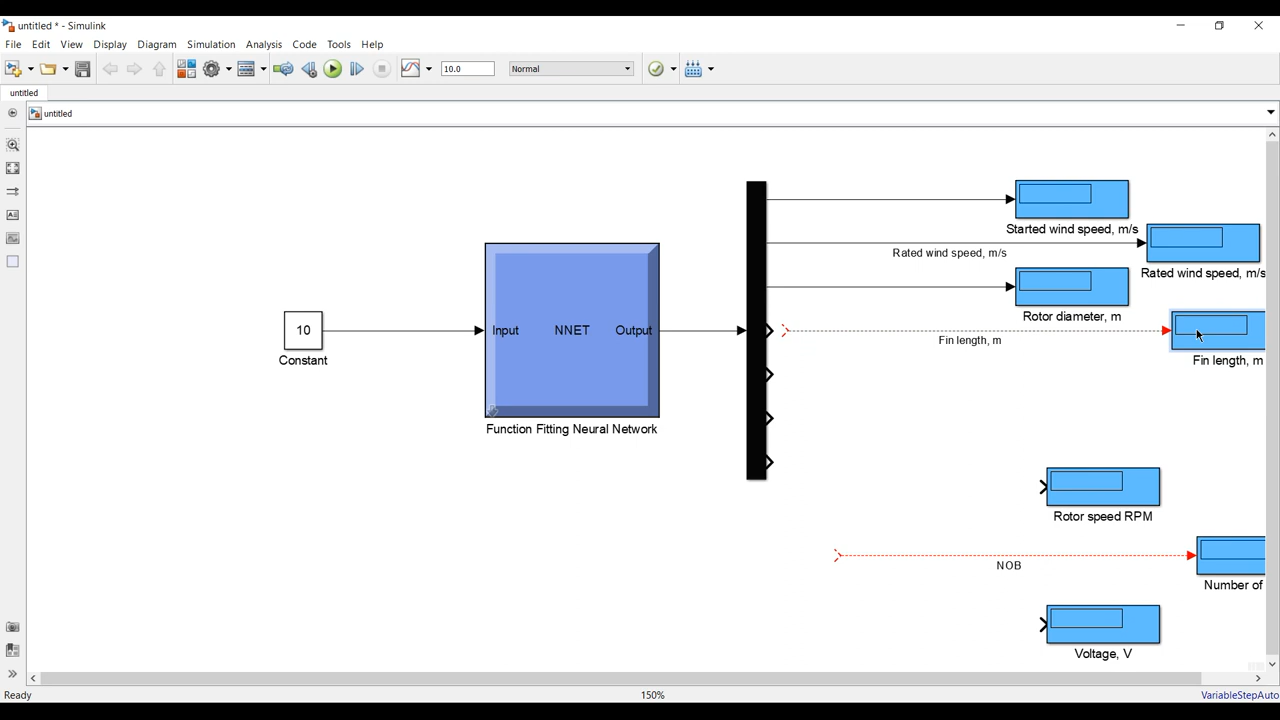 untitled * - Simulink
File Edit View Display Diagram Simulation Analysis Code Tools Help
10.0 Normal
untitled
untitled
Started wind speed, m/s
Rated wind speed, m/s
Rated wind speed, m/s
Rotor diameter, m
10
Input NNET Output
Constant
Fin length, m
Fin length, m
Function Fitting Neural Network
Rotor speed RPM
NOB
Number of
Voltage, V
Ready 150% VariableStepAuto